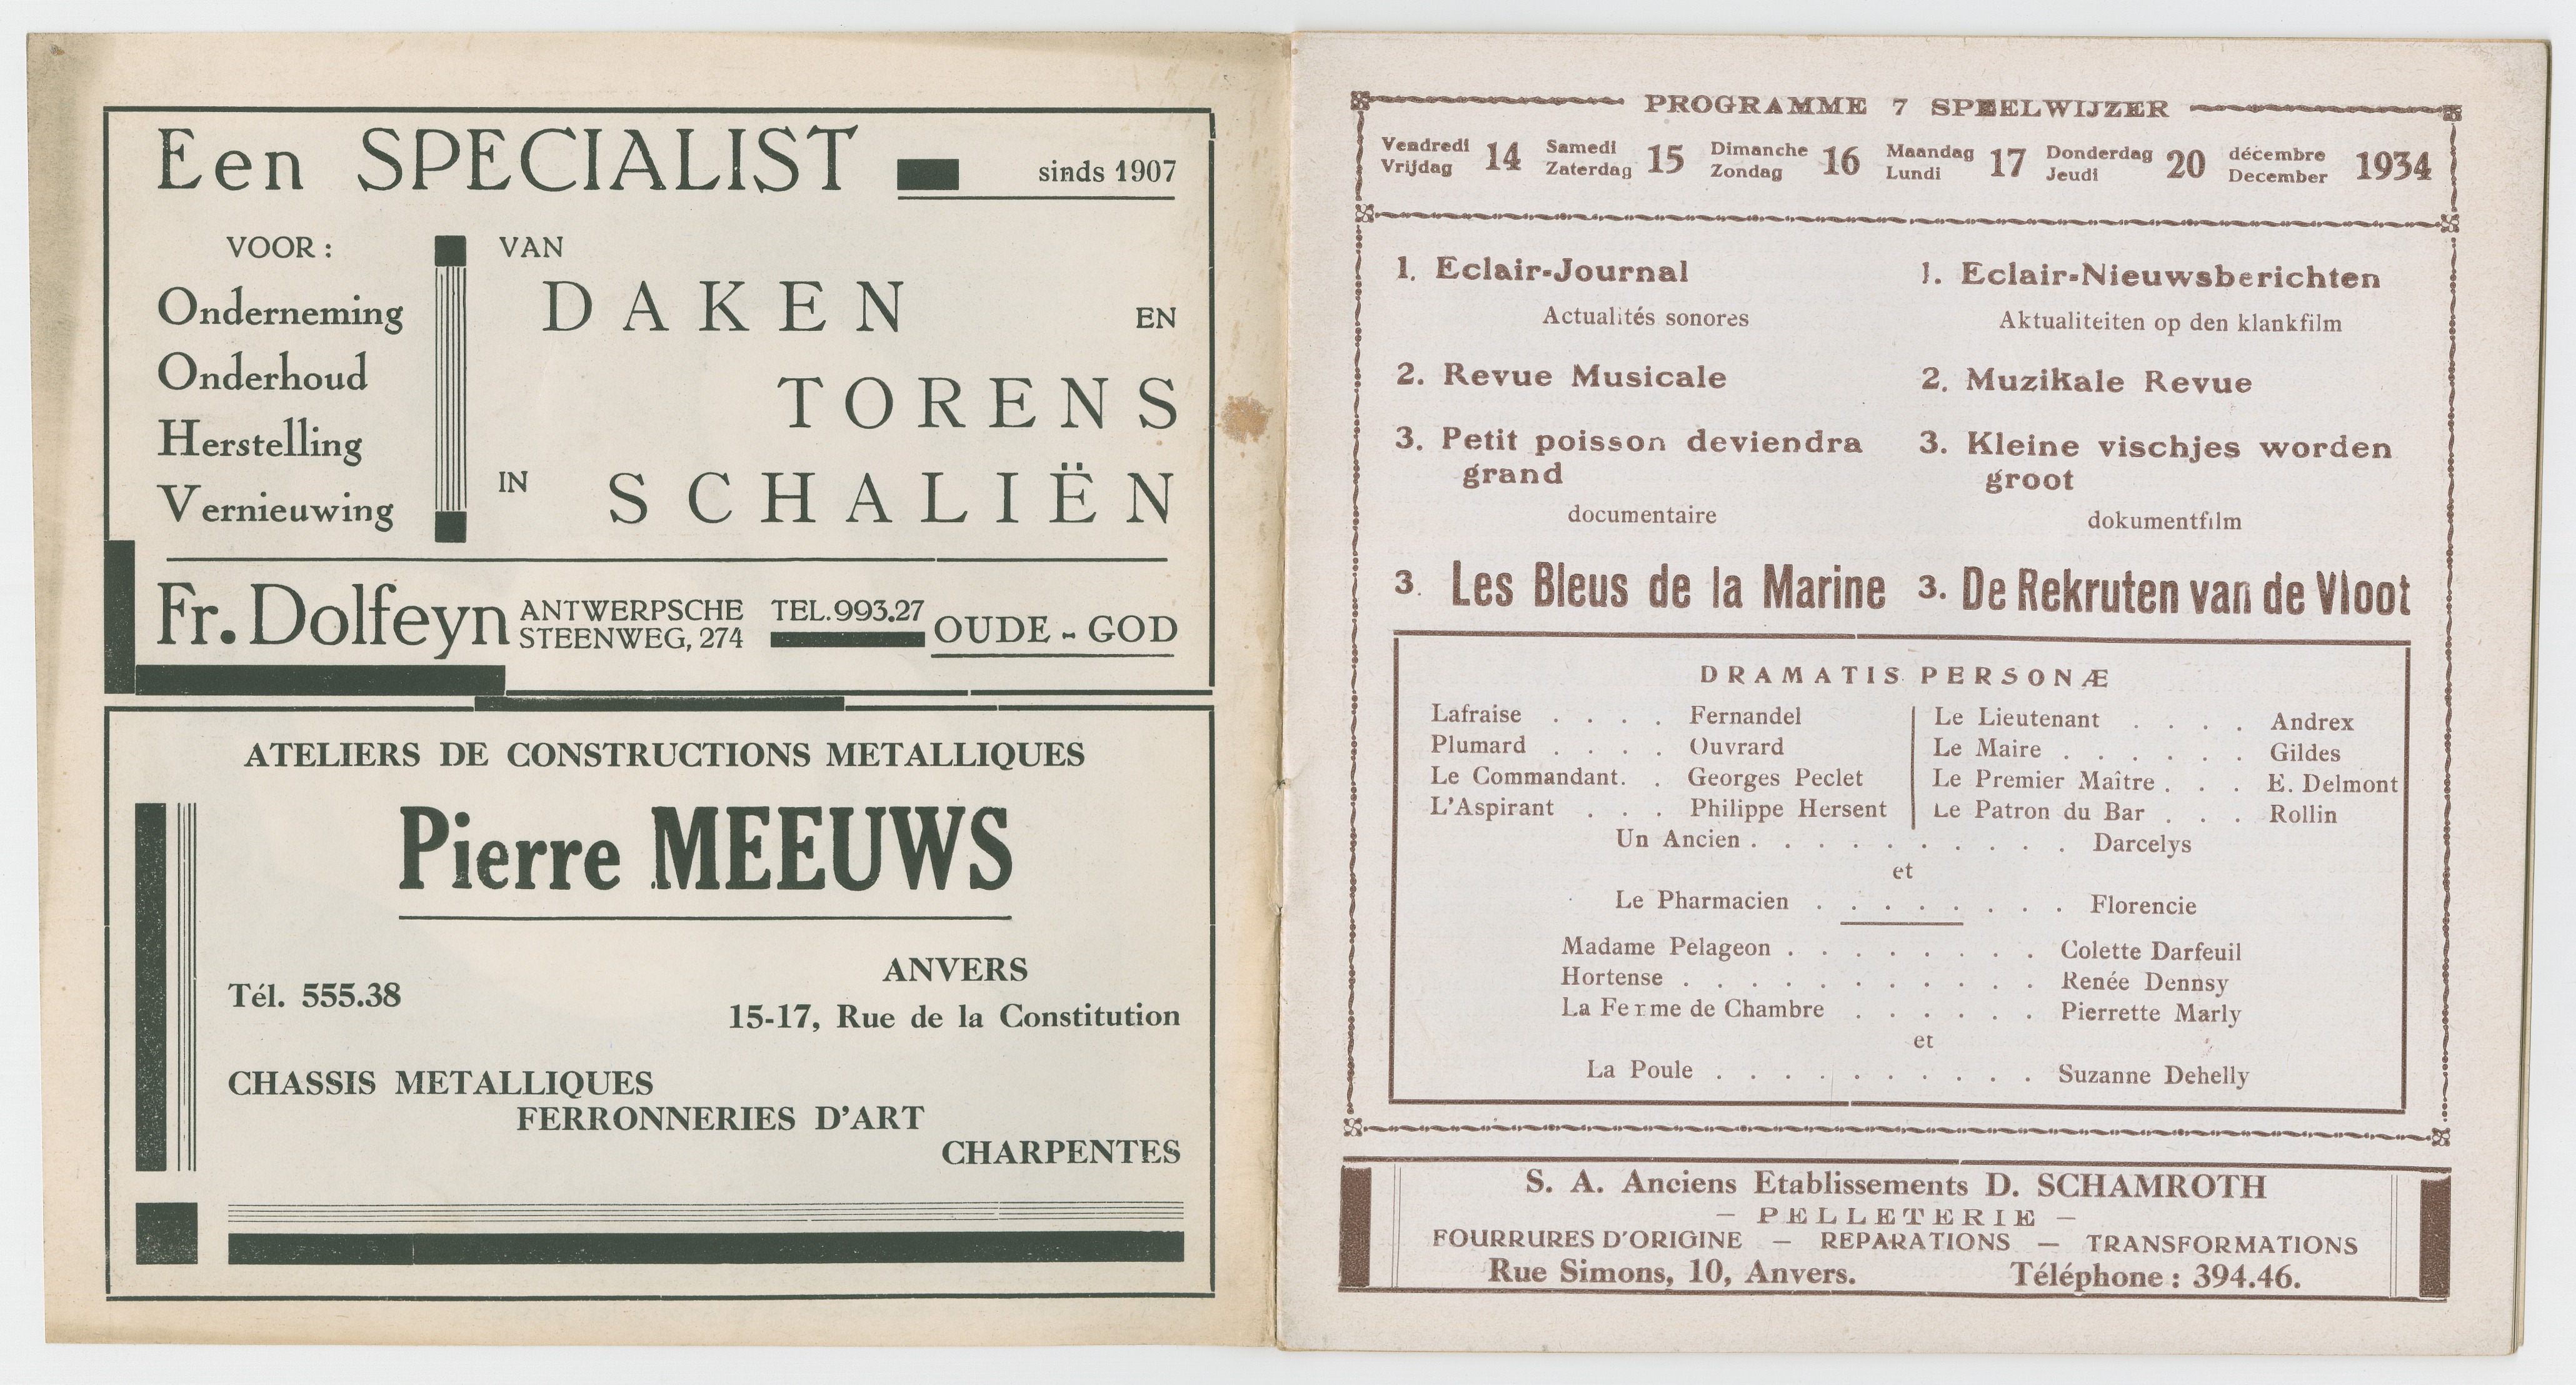 Een SPECIALIST sinds 1907
VOOR :
Onderneming
Onderhoud
Herstelling
Vernieuwing
VAN
DAKEN EN
TORENS
IN SCHALIËN
Fr. Dolfeyn ANTWERPSCHE STEENWEG, 274 TEL. 993.27 OUDE - GOD
ATELIERS DE CONSTRUCTIONS METALLIQUES
Pierre MEEUWS
ANVERS
Tél. 555.38
15-17, Rue de la Constitution
CHASSIS METALLIQUES
FERRONNERIES D'ART
CHARPENTES
PROGRAMME 7 SPEELWIJZER
Vendredi Vrijdag 14 Samedi Zaterdag 15 Dimanche Zondag 16 Maandag Lundi 17 Donderdag Jeudi 20 décembre December 1934
1. Eclair-Journal
Actualités sonores
2. Revue Musicale
3. Petit poisson deviendra
grand
documentaire
3. Les Bleus de la Marine
1. Eclair-Nieuwsberichten
Aktualiteiten op den klankfilm
2. Muzikale Revue
3. Kleine vischjes worden
groot
dokumentfilm
3. De Rekruten van de Vloot
DRAMATIS PERSONÆ
Lafraise . . . . Fernandel
Plumard . . . . Ouvrard
Le Commandant. . Georges Peclet
L'Aspirant . . . Philippe Hersent
Le Lieutenant . . . . Andrex
Le Maire . . . . . . Gildes
Le Premier Maître . . . E. Delmont
Le Patron du Bar . . . Rollin
Un Ancien . . . . . . . . . . Darcelys
et
Le Pharmacien . . . . . . . Florencie
Madame Pelageon . . . . . . . . Colette Darfeuil
Hortense . . . . . . . . . . . Renée Dennsy
La Ferme de Chambre . . . . . . Pierrette Marly
et
La Poule . . . . . . . . . . Suzanne Dehelly
S. A. Anciens Etablissements D. SCHAMROTH
— PELLETERIE —
FOURRURES D'ORIGINE — REPARATIONS — TRANSFORMATIONS
Rue Simons, 10, Anvers. Téléphone : 394.46.